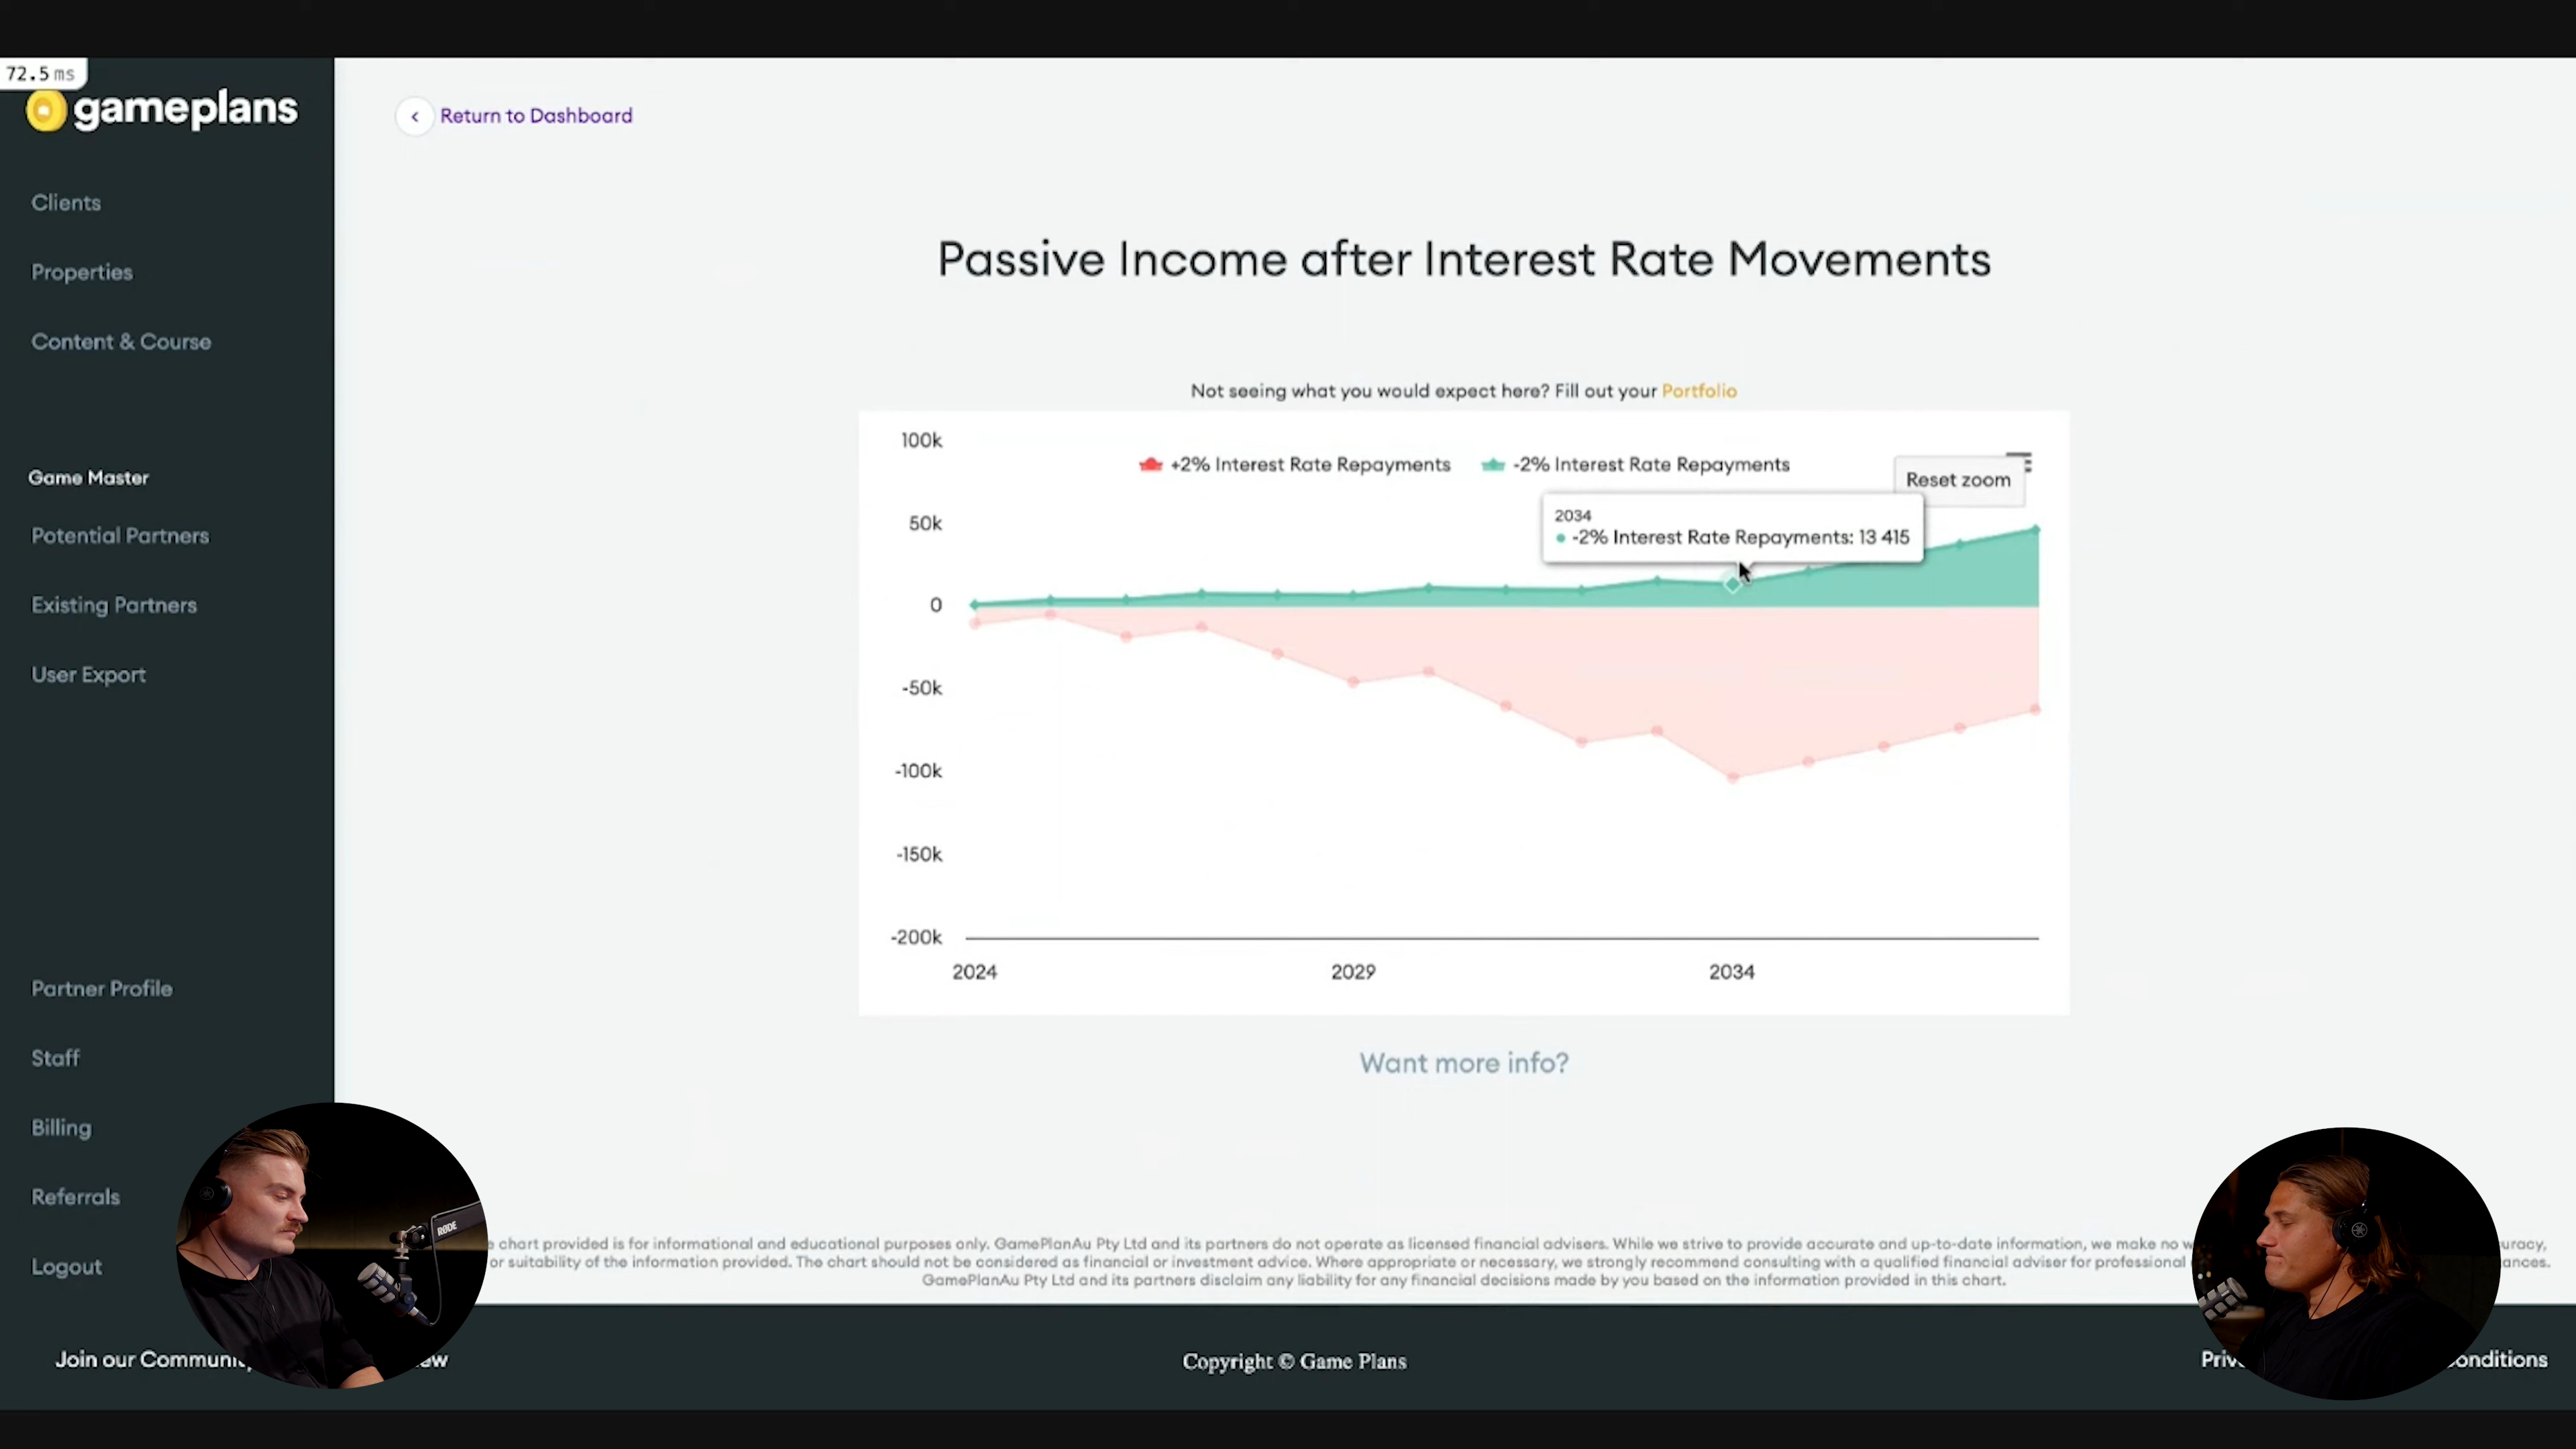 72.5 ms
gameplans
Return to Dashboard
Clients
Properties
Content & Course
Game Master
Potential Partners
Existing Partners
User Export
Partner Profile
Staff
Billing
Referrals
Logout
Passive Income after Interest Rate Movements
Not seeing what you would expect here? Fill out your Portfolio
+2% Interest Rate Repayments
-2% Interest Rate Repayments
Reset zoom
2034
-2% Interest Rate Repayments: 13 415
100k
50k
0
-50k
-100k
-150k
-200k
2024
2029
2034
Want more info?
RØDE
chart provided is for informational and educational purposes only. GamePlanAu Pty Ltd and its partners do not operate as licensed financial advisers. While we strive to provide accurate and up-to-date information, we make no
or suitability of the information provided. The chart should not be considered as financial or investment advice. Where appropriate or necessary, we strongly recommend consulting with a qualified financial adviser for professional
GamePlanAu Pty Ltd and its partners disclaim any liability for any financial decisions made by you based on the information provided in this chart.
Join our
Copyright © Game Plans